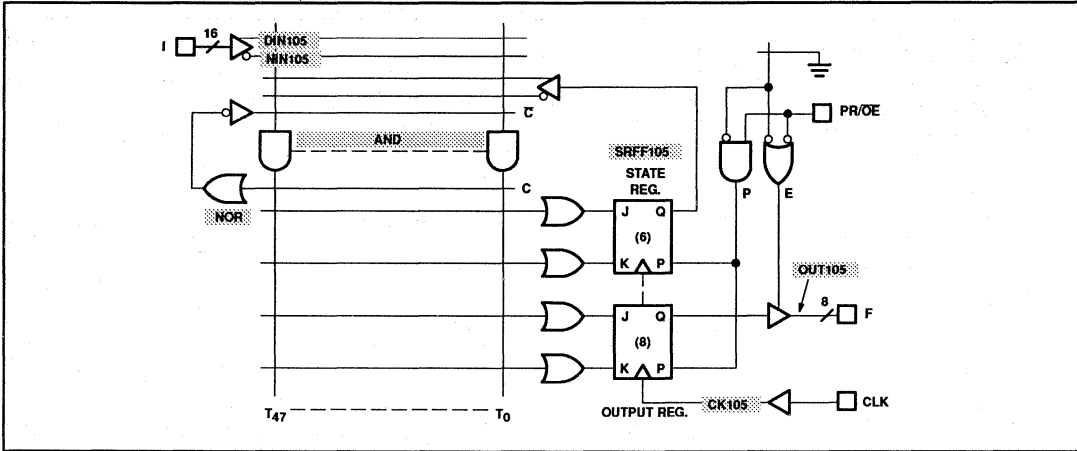 16
I
DIN105
NIN105
C̅
PR/O̅E̅
AND
SRFF105
STATE
REG.
P
E
C
NOR
J
Q
(6)
K
P
OUT105
J
Q
8
F
(8)
K
P
T47
T0
OUTPUT REG.
CK105
CLK